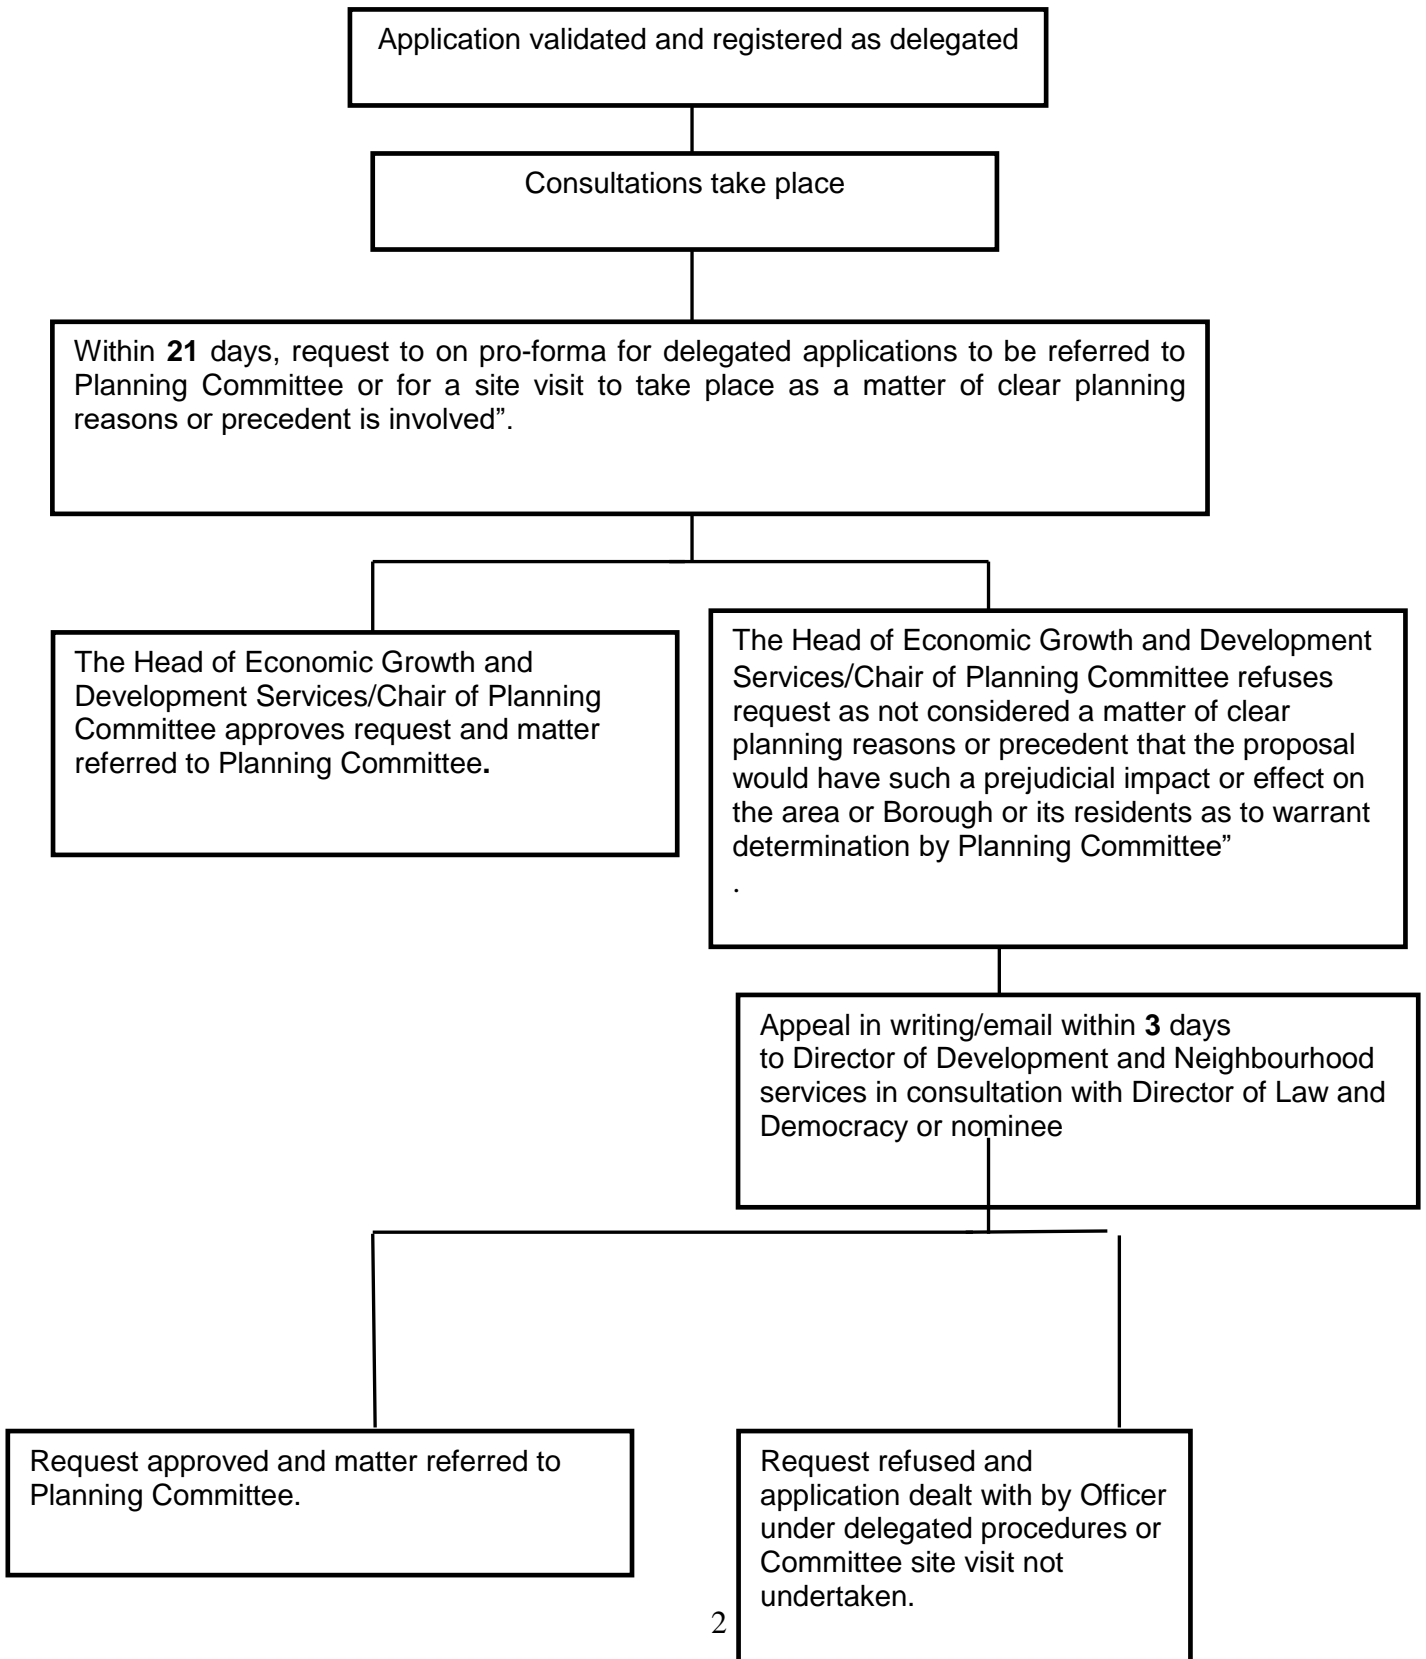 Application validated and registered as delegated
Consultations take place
Within 21 days, request to on pro-forma for delegated applications to be referred to
Planning Committee or for a site visit to take place as a matter of clear planning
reasons or precedent is involved”.
The Head of Economic Growth and
Development Services/Chair of Planning
Committee approves request and matter
referred to Planning Committee.
The Head of Economic Growth and Development
Services/Chair of Planning Committee refuses
request as not considered a matter of clear
planning reasons or precedent that the proposal
would have such a prejudicial impact or effect on
the area or Borough or its residents as to warrant
determination by Planning Committee”
.
Appeal in writing/email within 3 days
to Director of Development and Neighbourhood
services in consultation with Director of Law and
Democracy or nominee
Request approved and matter referred to
Planning Committee.
Request refused and
application dealt with by Officer
under delegated procedures or
Committee site visit not
undertaken.
2